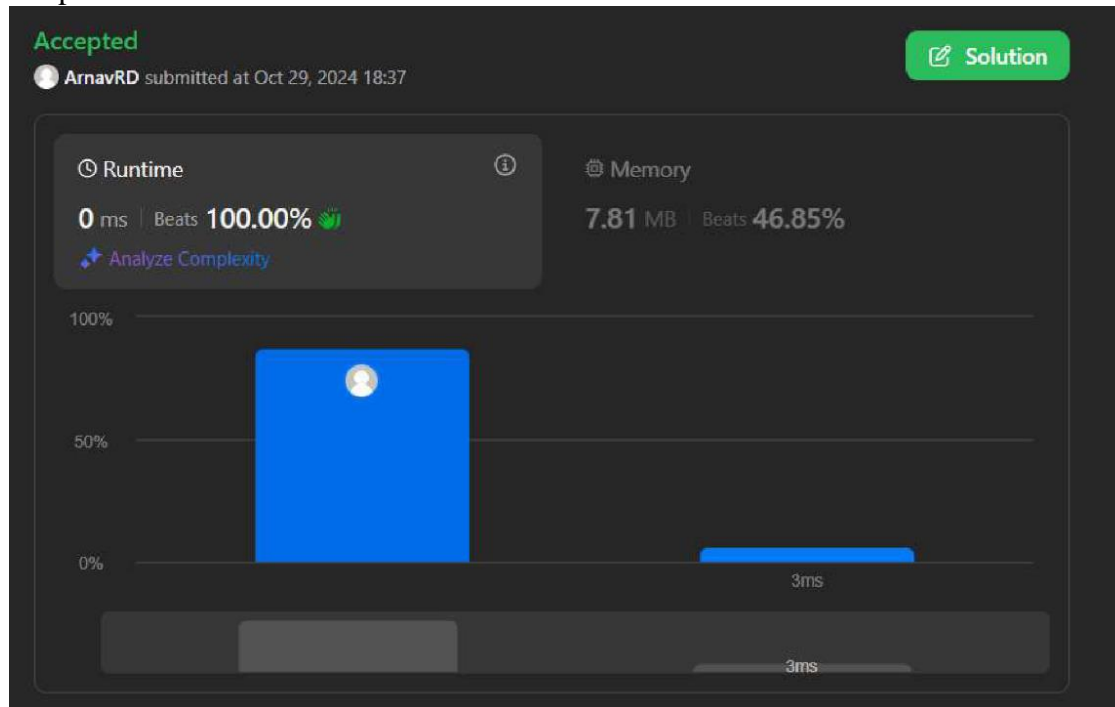 Accepted
Solution
ArnavRD submitted at Oct 29, 2024 18:37
Runtime
Memory
0 ms | Beats 100.00%
7.81 MB | Beats 46.85%
Analyze Complexity
100%
50%
0%
3ms
3ms